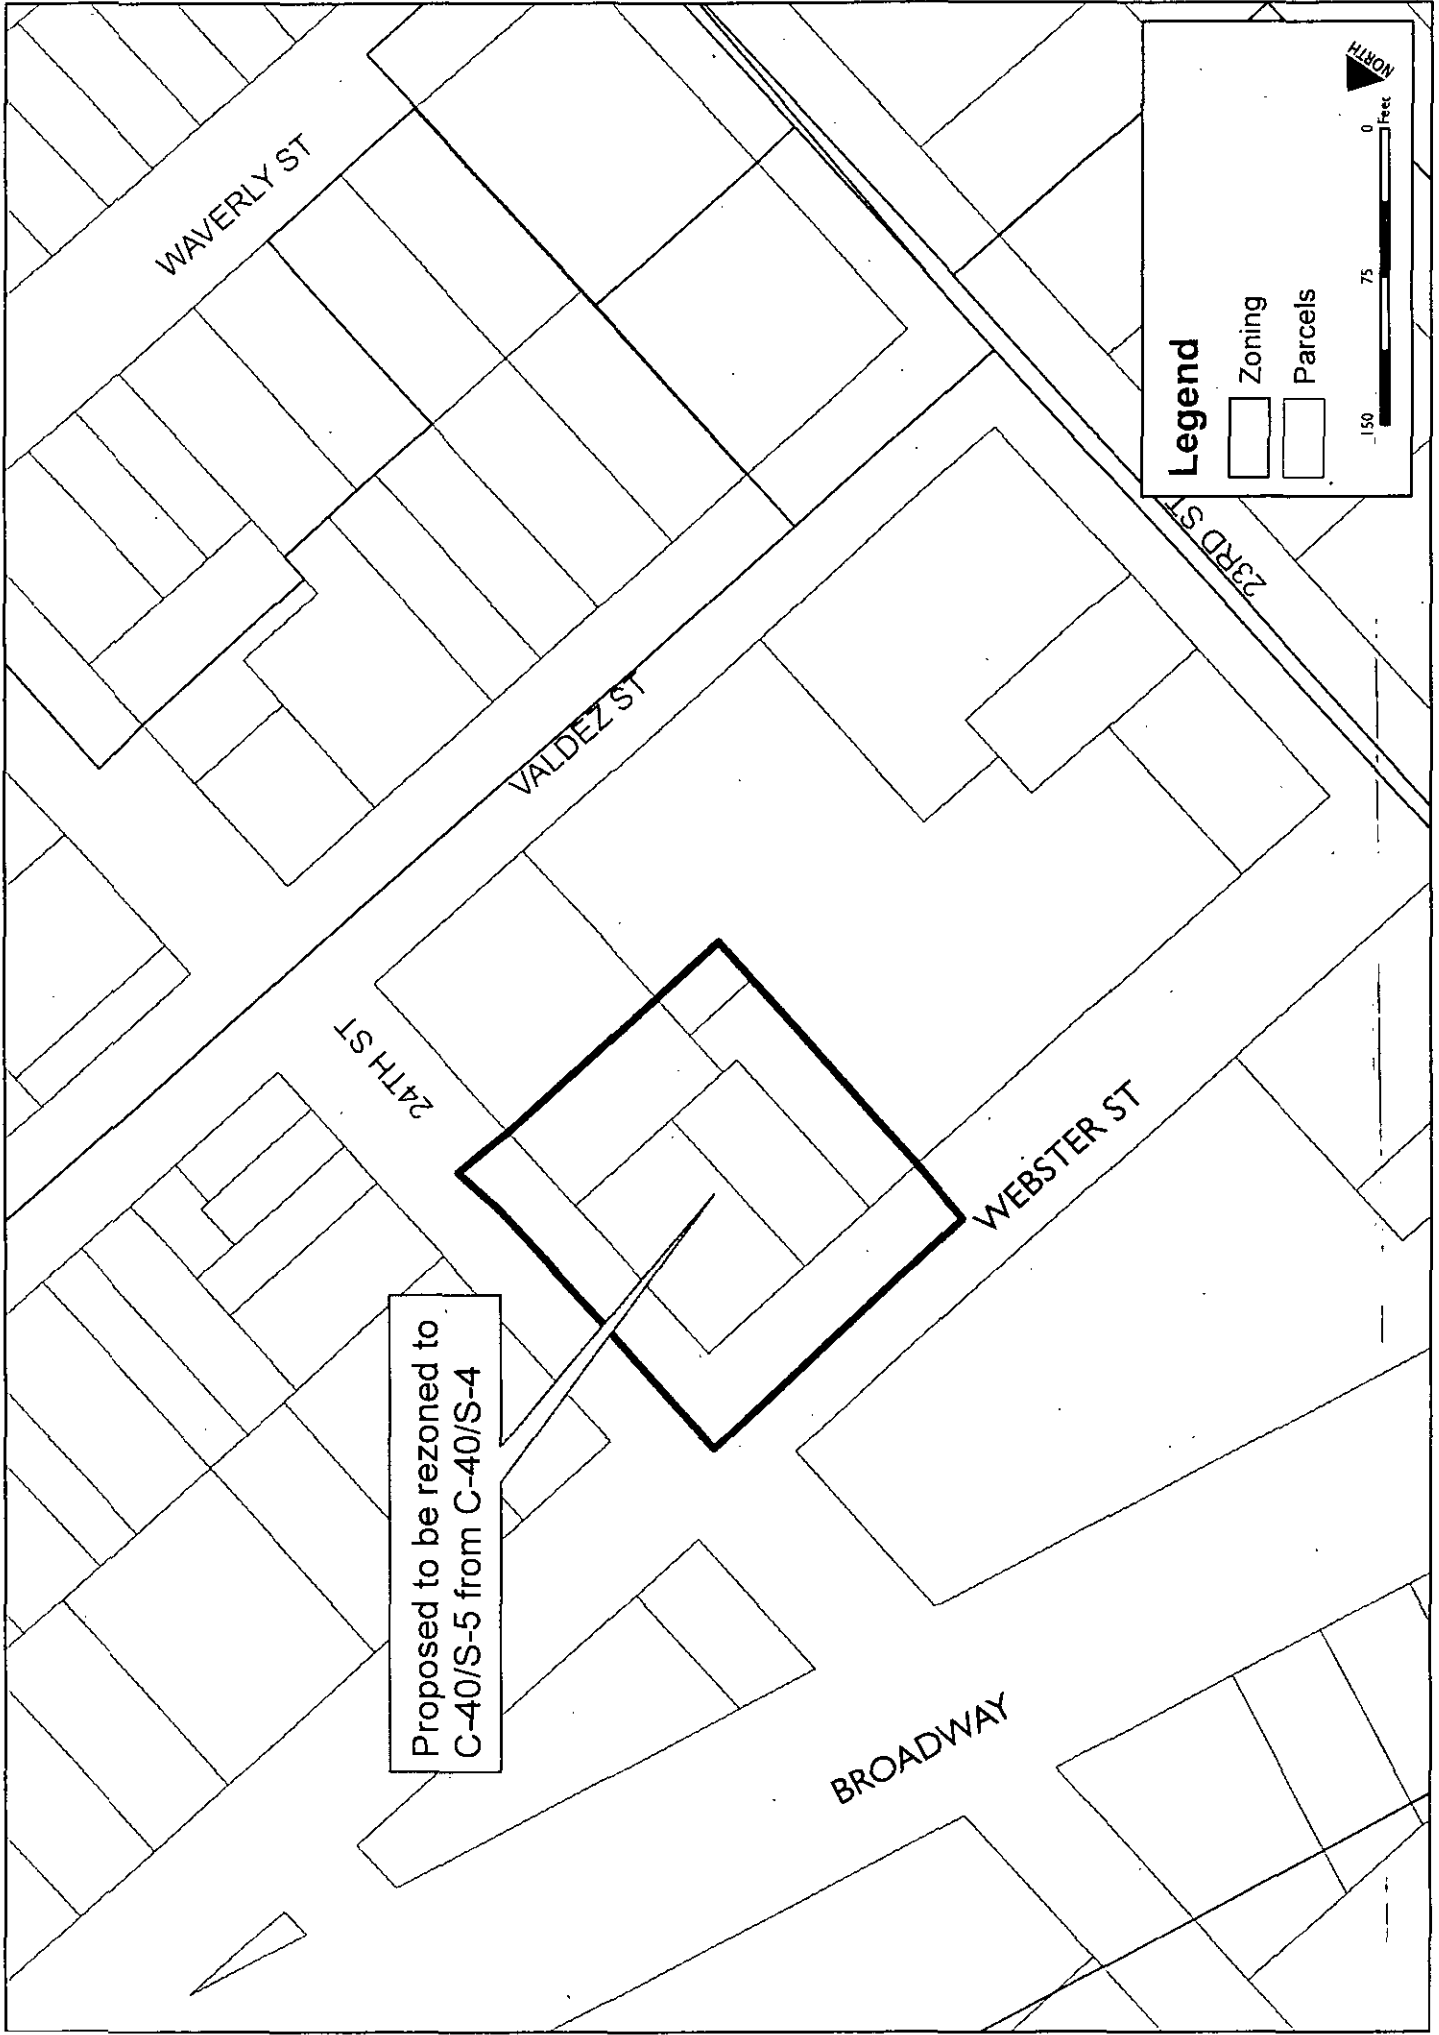 WAVERLY ST
VALDEZ ST
24TH ST
23RD ST
WEBSTER ST
BROADWAY
Proposed to be rezoned to
C-40/S-5 from C-40/S-4
Legend
Zoning
Parcels
150 75 0
Feet
NORTH